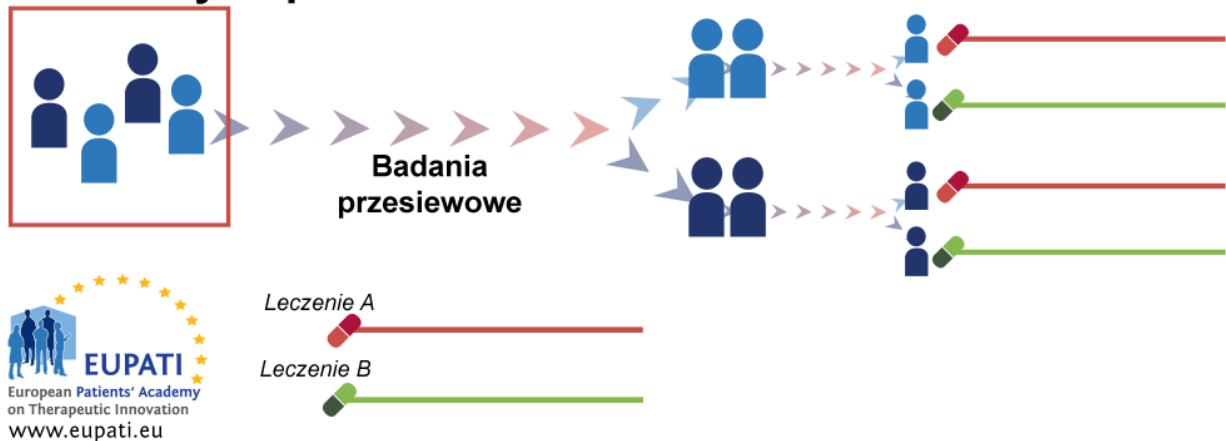 Badania
przesiewowe
Leczenie A
Leczenie B
EUPATI
European Patients' Academy
on Therapeutic Innovation
www.eupati.eu